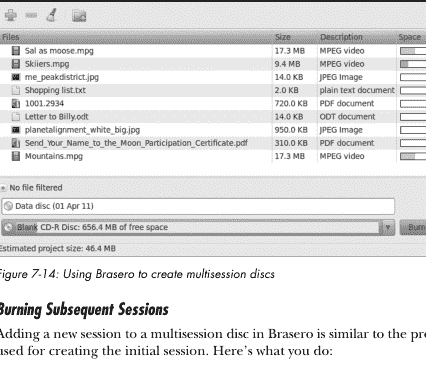 Files Size Description Space
Sal as moose.mpg 17.3 MB MPEG video
Skiiers.mpg 9.4 MB MPEG video
me_peakdistrict.jpg 14.0 KB JPEG Image
Shopping list.txt 2.0 KB plain text document
1001.2934 720.0 KB PDF document
Letter to Billy.odt 14.0 KB ODT document
planetalignment_white_big.jpg 950.0 KB JPEG Image
Send_Your_Name_to_the_Moon_Participation_Certificate.pdf 310.0 KB PDF document
Mountains.mpg 17.3 MB MPEG video
No file filtered
Data disc (01 Apr 11)
Blank CD-R Disc: 656.4 MB of free space Burn
Estimated project size: 46.4 MB
Figure 7-14: Using Brasero to create multisession discs
Burning Subsequent Sessions
Adding a new session to a multisession disc in Brasero is similar to the pro
used for creating the initial session. Here's what you do: